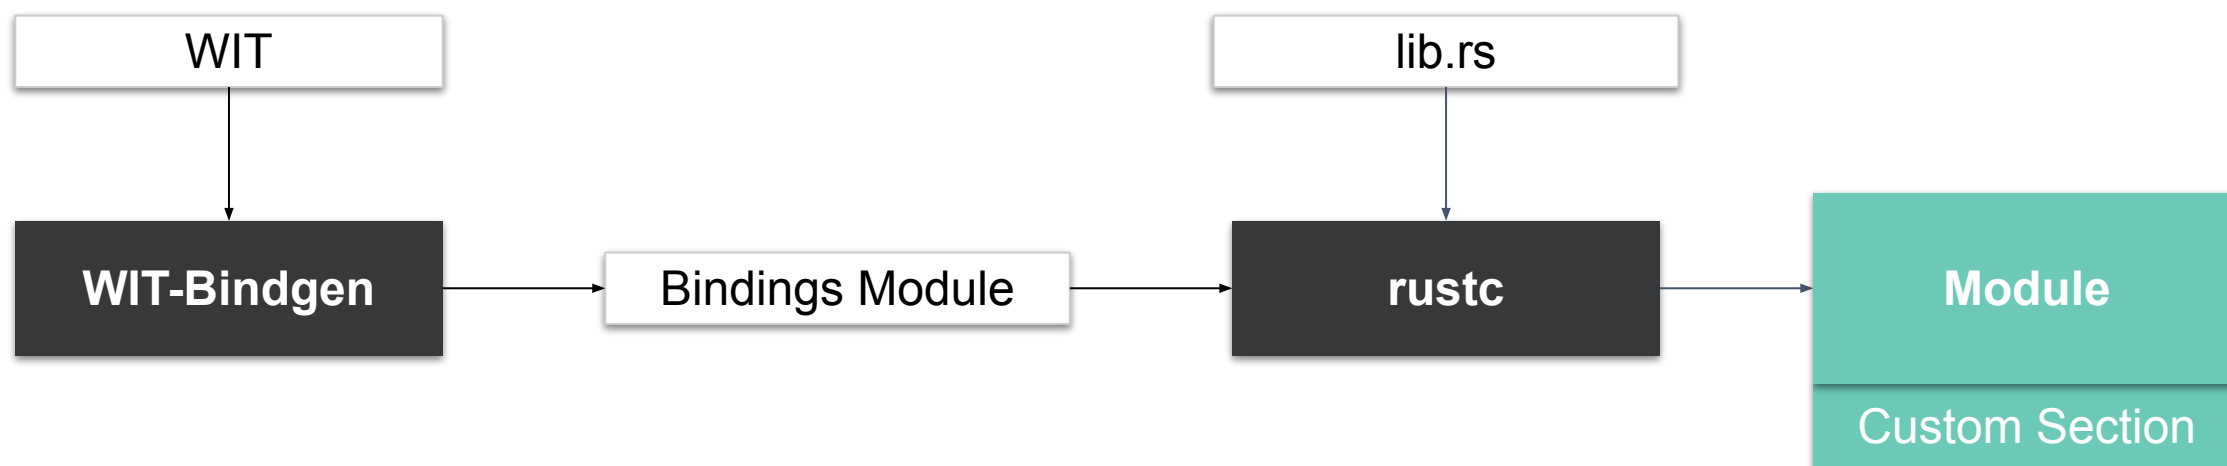 WIT
lib.rs
WIT-Bindgen
Bindings Module
rustc
Module
Custom Section